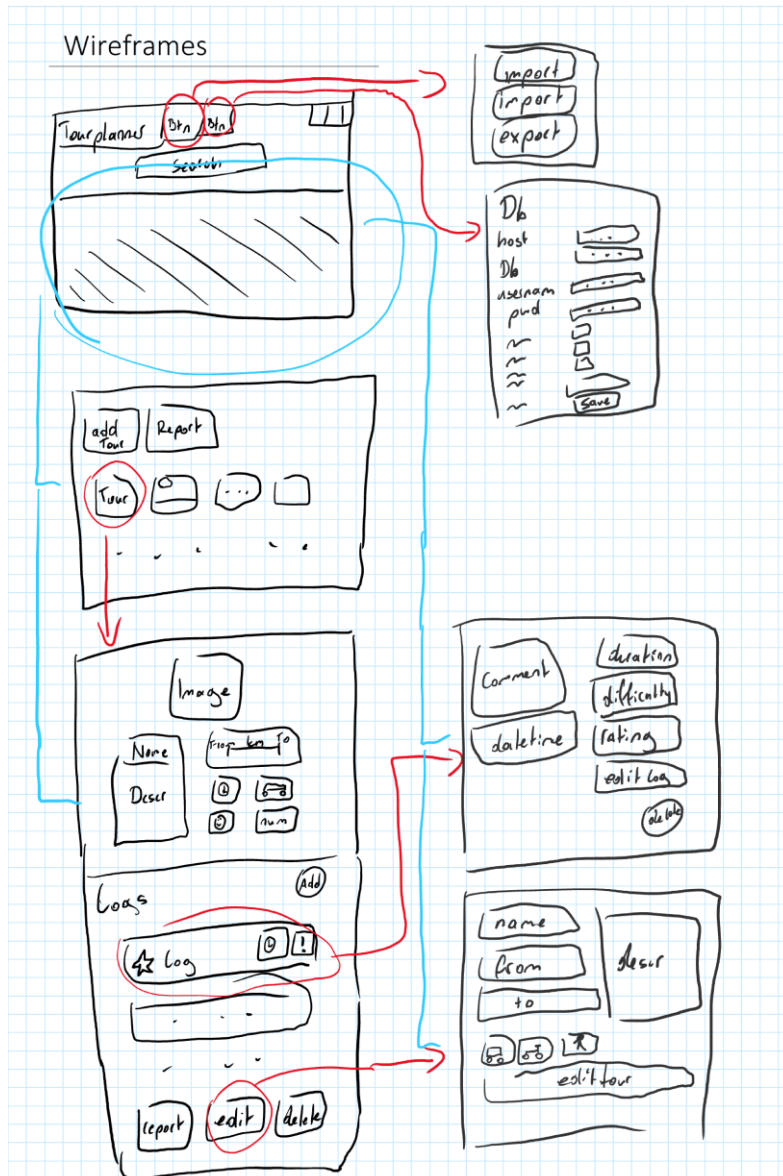 Wireframes
Tourplanner
Btn
Btn
Search
import
import
export
Db
host
Db
usernam
pwd
Save
add
Tour
Report
Tour
Image
Name
Descr
From km To
num
Logs
Add
Log
!
report
edit
delete
Comment
datetime
duration
difficulty
rating
edit Log
delete
name
from
to
descr
edit tour